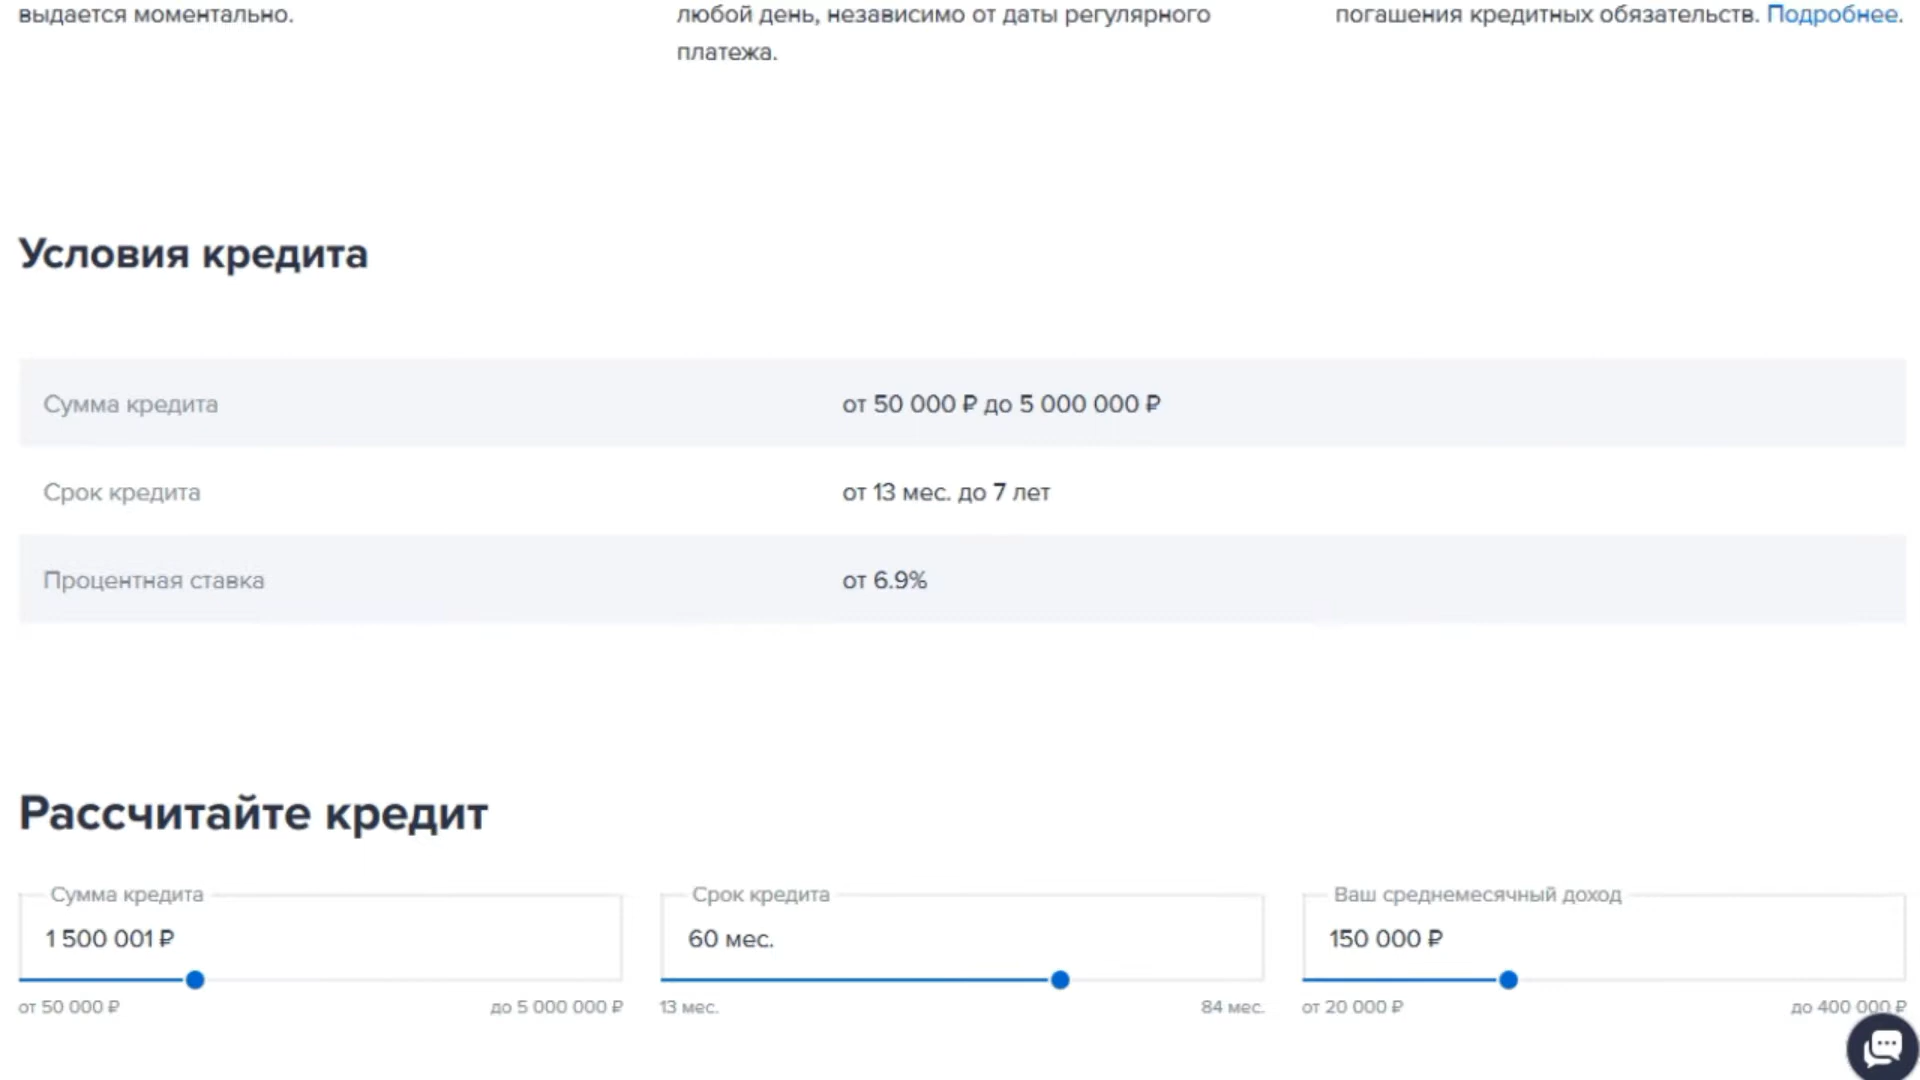 выдается моментально.
любой день, независимо от даты регулярного
платежа.
погашения кредитных обязательств. Подробнее.
Условия кредита
Сумма кредита
от 50 000 ₽ до 5 000 000 ₽
Срок кредита
от 13 мес. до 7 лет
Процентная ставка
от 6.9%
Рассчитайте кредит
Сумма кредита
1 500 001 ₽
от 50 000 ₽
до 5 000 000 ₽
Срок кредита
60 мес.
13 мес.
84 мес.
Ваш среднемесячный доход
150 000 ₽
от 20 000 ₽
до 400 000 ₽